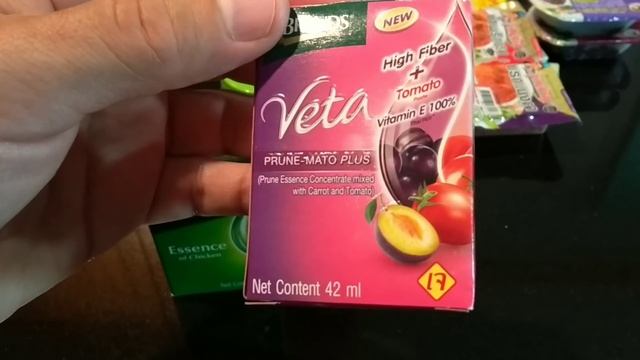 BRAND'S
NEW
High Fiber
+
Tomato
Vitamin E 100%
Veta
PRUNE-MATO PLUS
(Prune Essence Concentrate mixed
with Carrot and Tomato)
Essence
of Chicken
Net Content 42 ml
เจ